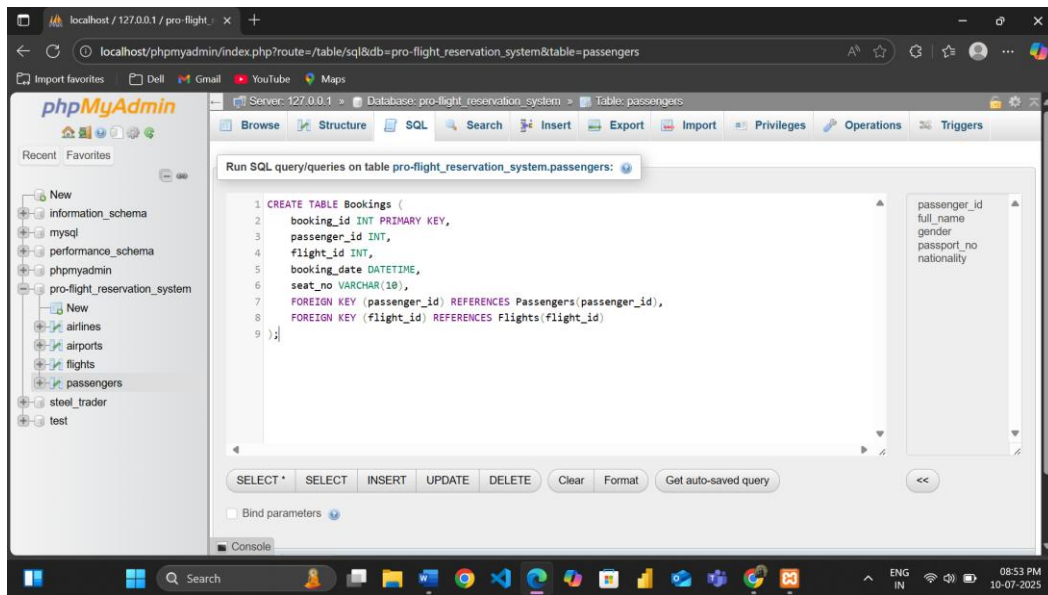 localhost / 127.0.0.1 / pro-flight_r
localhost/phpmyadmin/index.php?route=/table/sql&db=pro-flight_reservation_system&table=passengers
Import favorites Dell Gmail YouTube Maps
phpMyAdmin
Recent Favorites
New
information_schema
mysql
performance_schema
phpmyadmin
pro-flight_reservation_system
New
airlines
airports
flights
passengers
steel_trader
test
Server: 127.0.0.1 » Database: pro-flight_reservation_system » Table: passengers
Browse Structure SQL Search Insert Export Import Privileges Operations Triggers
Run SQL query/queries on table pro-flight_reservation_system.passengers:
1 CREATE TABLE Bookings (
2 booking_id INT PRIMARY KEY,
3 passenger_id INT,
4 flight_id INT,
5 booking_date DATETIME,
6 seat_no VARCHAR(10),
7 FOREIGN KEY (passenger_id) REFERENCES Passengers(passenger_id),
8 FOREIGN KEY (flight_id) REFERENCES Flights(flight_id)
9 );
passenger_id
full_name
gender
passport_no
nationality
SELECT * SELECT INSERT UPDATE DELETE Clear Format Get auto-saved query <<
Bind parameters
Console
Search
ENG
IN
08:53 PM
10-07-2025